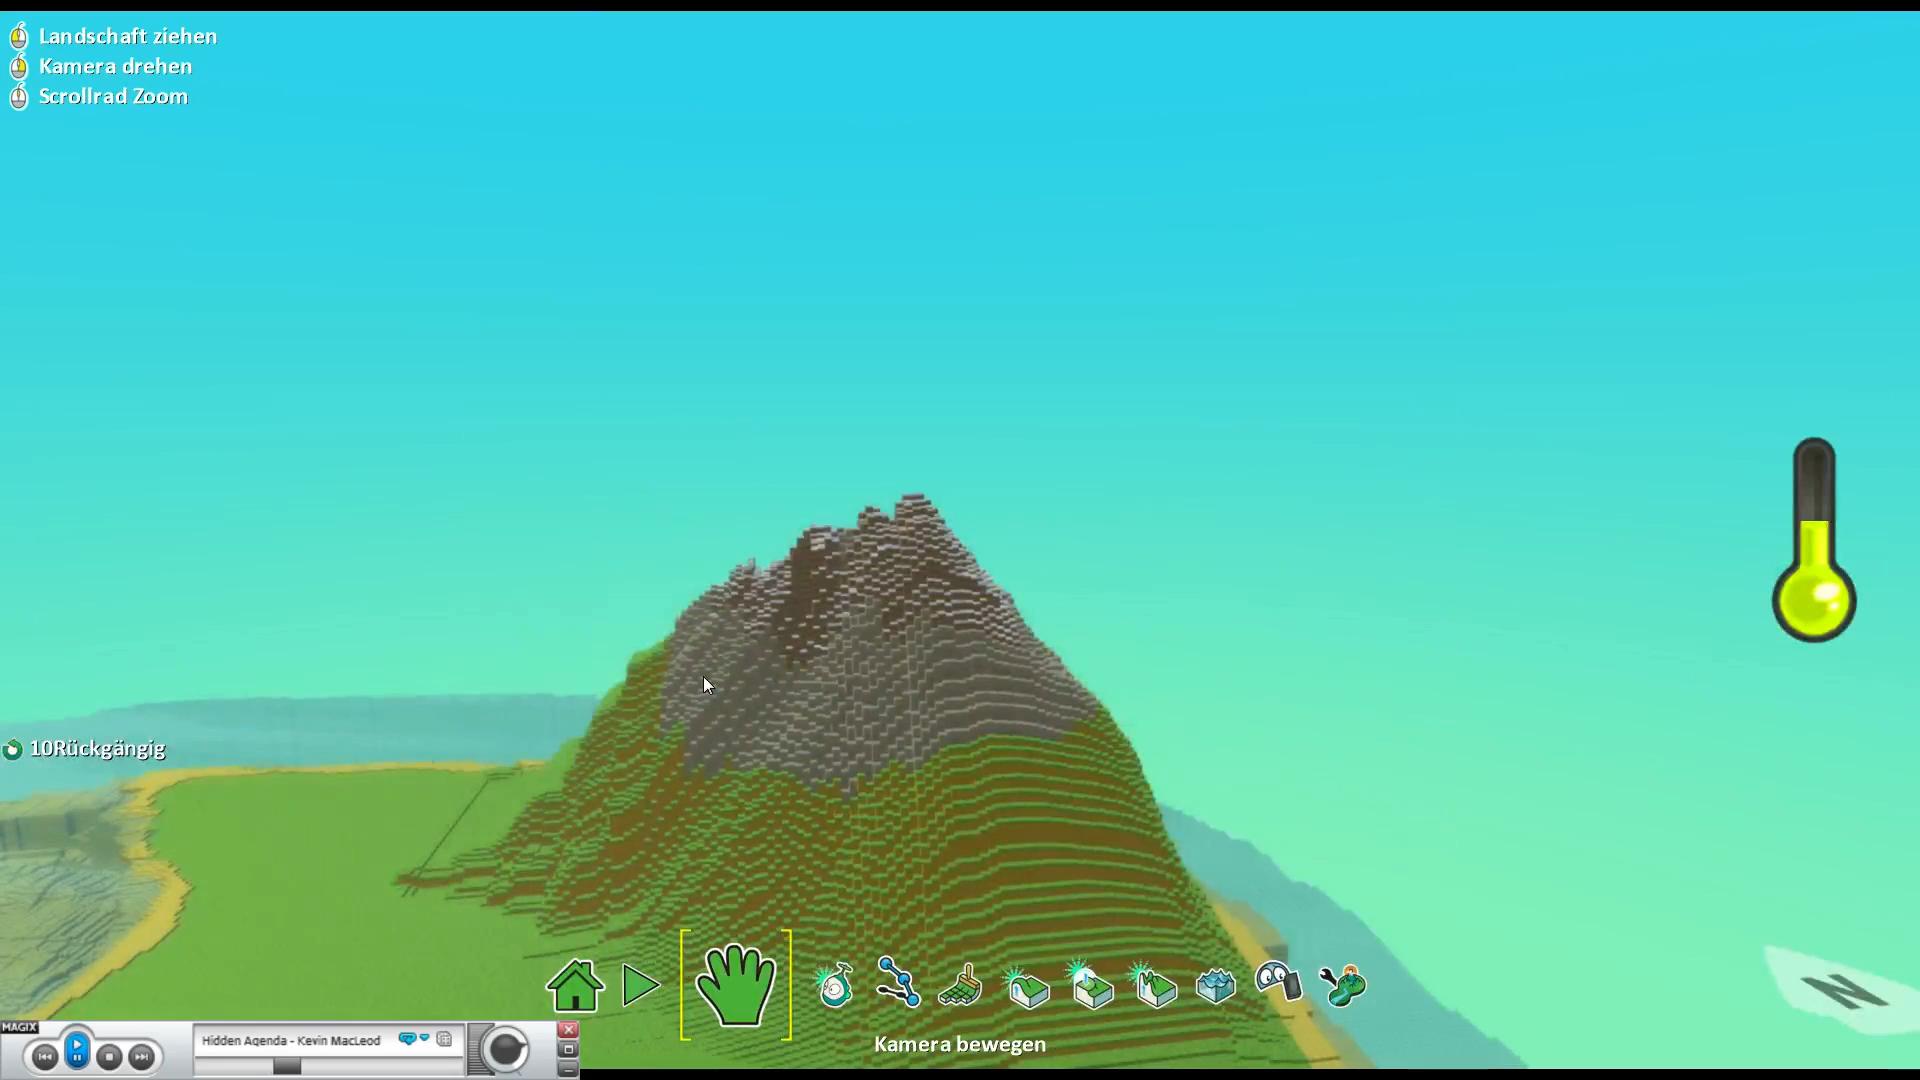 Landschaft ziehen
Kamera drehen
Scrollrad Zoom
10Rückgängig
N
MAGIX
Hidden Agenda - Kevin MacLeod
Kamera bewegen